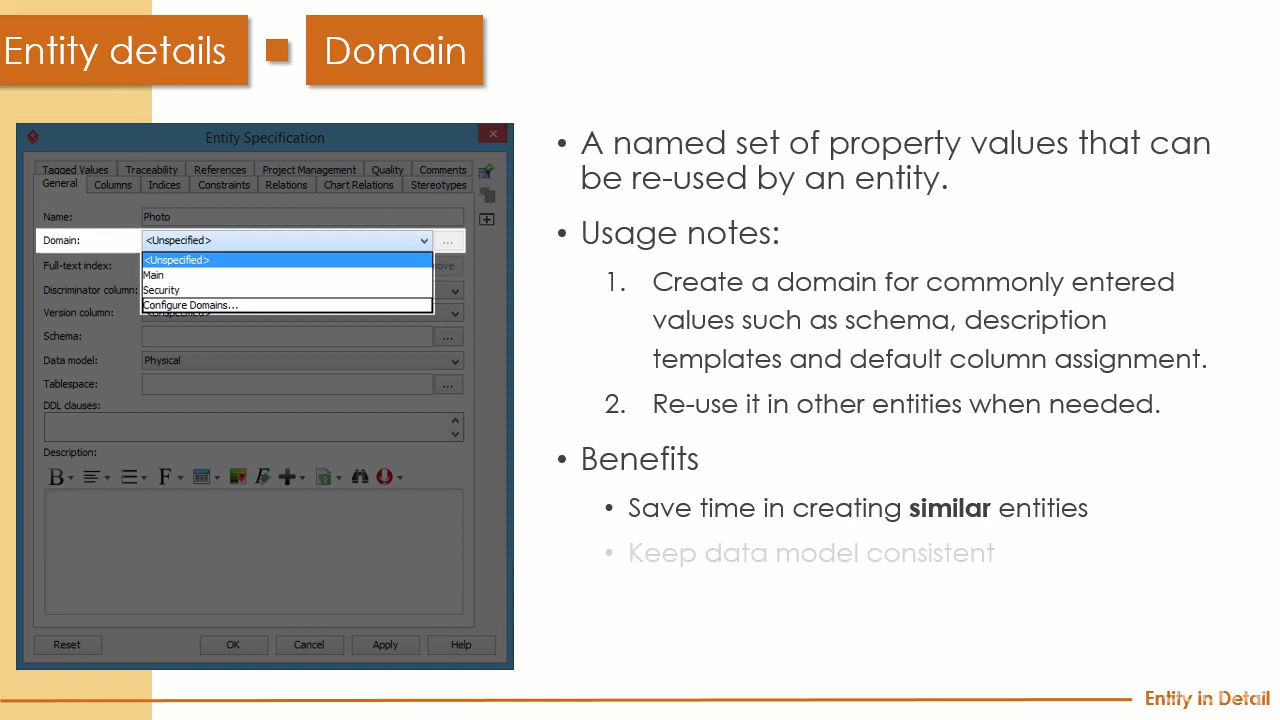 Entity details
Domain
Entity Specification
Tagged Values Traceability References Project Management Quality Comments
General Columns Indices Constraints Relations Chart Relations Stereotypes
Name: Photo
Domain: <Unspecified> ...
<Unspecified>
Full-text index:
Main
Discriminator column:
Security
Configure Domains...
Version column:
Schema: ...
Data model: Physical
Tablespace: ...
DDL clauses:
Description:
Reset OK Cancel Apply Help
• A named set of property values that can
be re-used by an entity.
• Usage notes:
1. Create a domain for commonly entered
values such as schema, description
templates and default column assignment.
2. Re-use it in other entities when needed.
• Benefits
• Save time in creating similar entities
• Keep data model consistent
Entity in Detail